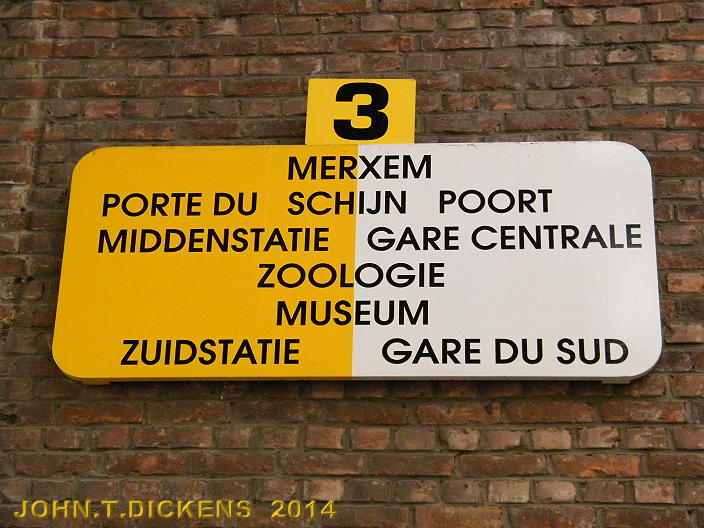 3
MERXEM
PORTE DU SCHIJN POORT
MIDDENSTATIE GARE CENTRALE
ZOOLOGIE
MUSEUM
ZUIDSTATIE GARE DU SUD
JOHN.T.DICKENS 2014